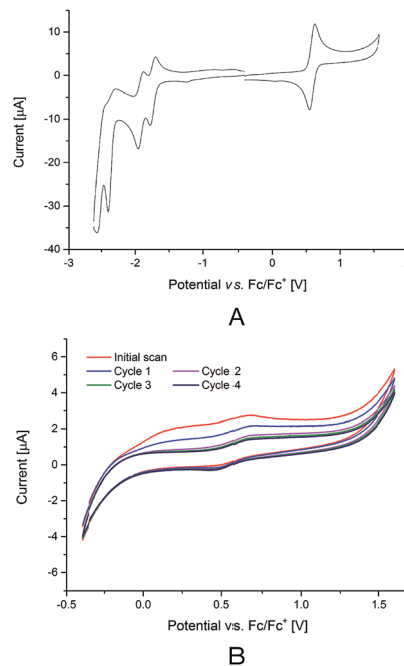 10
0
-10
-20
-30
-40
Current [µA]
-3 -2 -1 0 1 2
Potential vs. Fc/Fc+ [V]
A
Initial scan
Cycle 1 Cycle 2
Cycle 3 Cycle 4
6
4
2
0
-2
-4
-6
Current [µA]
-0.5 0.0 0.5 1.0 1.5
Potential vs. Fc/Fc+ [V]
B